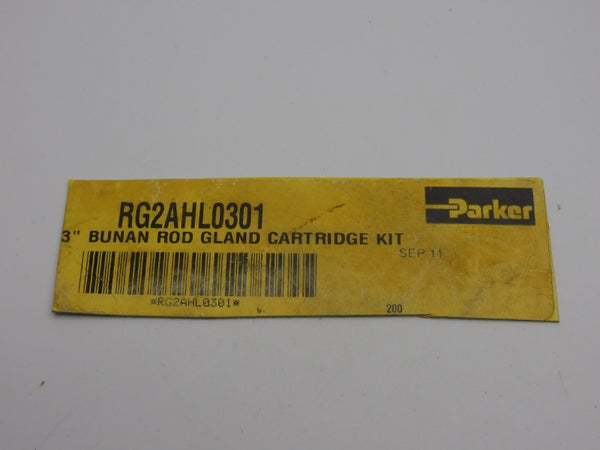 RG2AHL0301
Parker
3" BUNAN ROD GLAND CARTRIDGE KIT
SEP 11
*RG2AHL0301*
200